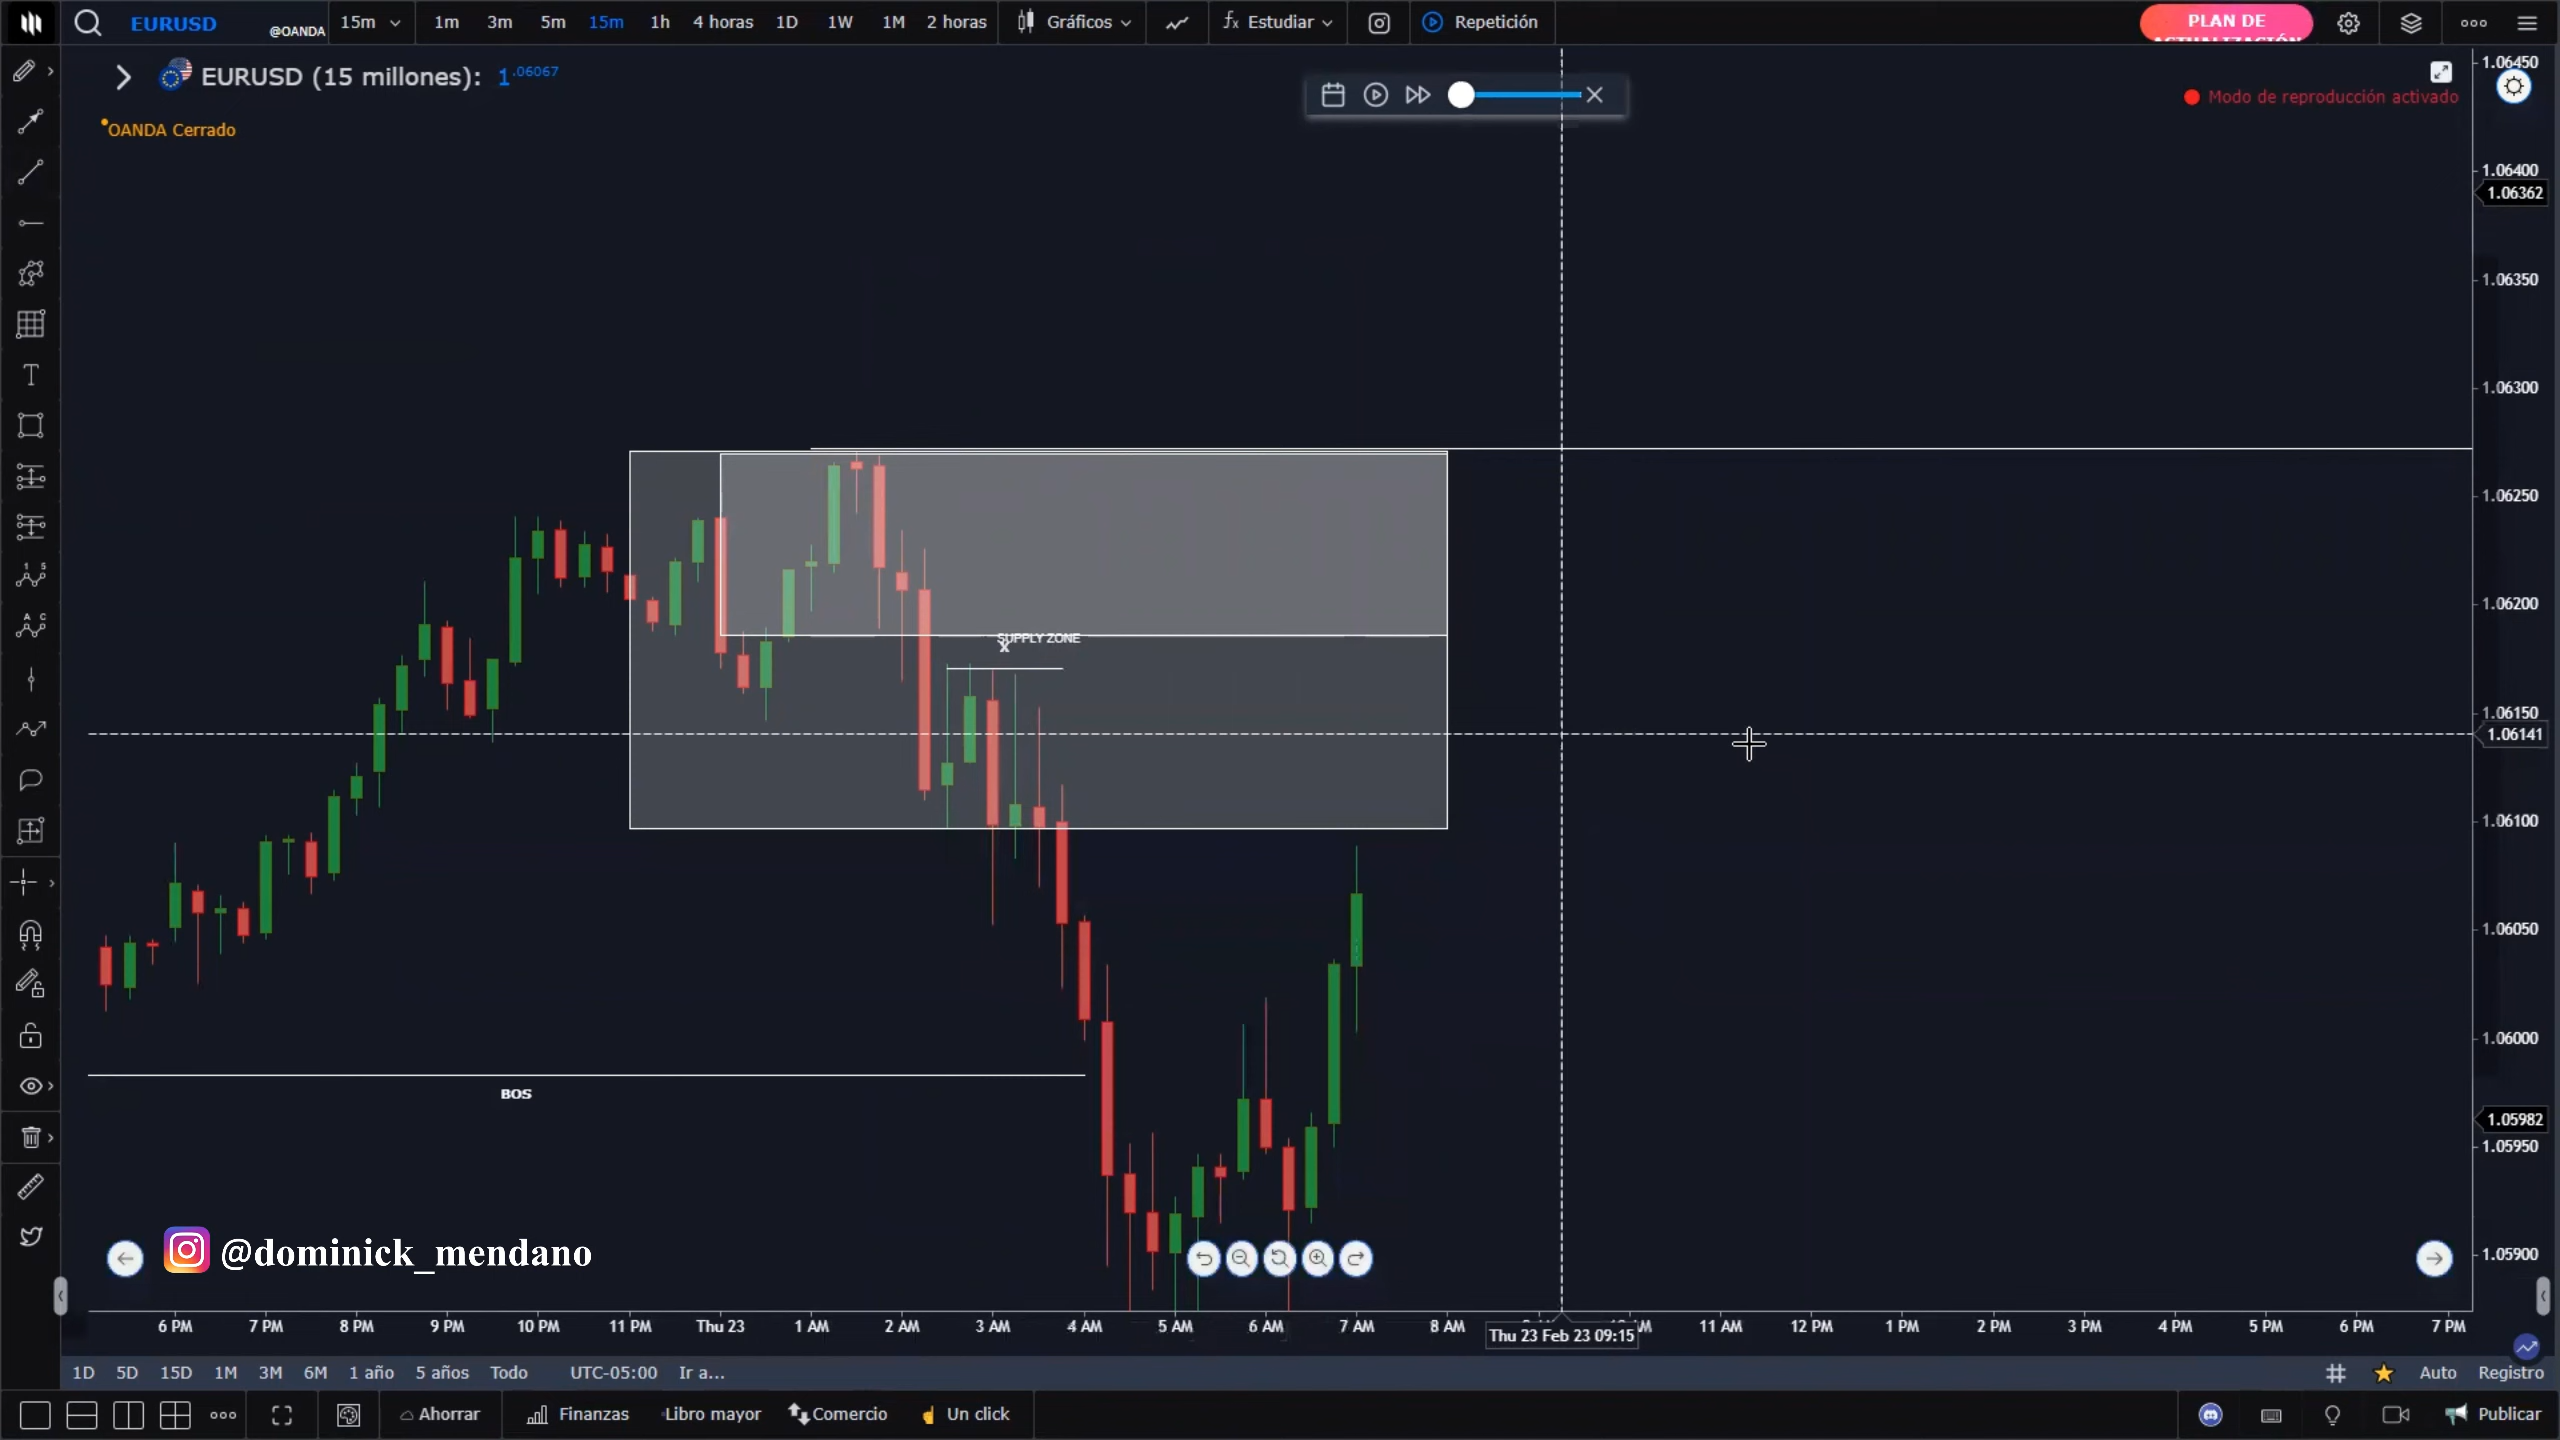 EURUSD @OANDA 15m 1m 3m 5m 15m 1h 4 horas 1D 1W 1M 2 horas Gráficos fx Estudiar Repetición PLAN DE
EURUSD (15 millones): 1.06067
OANDA Cerrado
Modo de reproducción activado
1.06450
1.06400
1.06362
1.06350
1.06300
1.06250
1.06200
SUPPLY ZONE
X
1.06150
1.06141
1.06100
1.06050
1.06000
BOS
1.05982
1.05950
1.05900
@dominick_mendano
6 PM 7 PM 8 PM 9 PM 10 PM 11 PM Thu 23 1 AM 2 AM 3 AM 4 AM 5 AM 6 AM 7 AM 8 AM 11 AM 12 PM 1 PM 2 PM 3 PM 4 PM 5 PM 6 PM 7 PM
Thu 23 Feb 23 09:15
1D 5D 15D 1M 3M 6M 1 año 5 años Todo UTC-05:00 Ir a... Auto Registro
Ahorrar Finanzas Libro mayor Comercio Un click Publicar